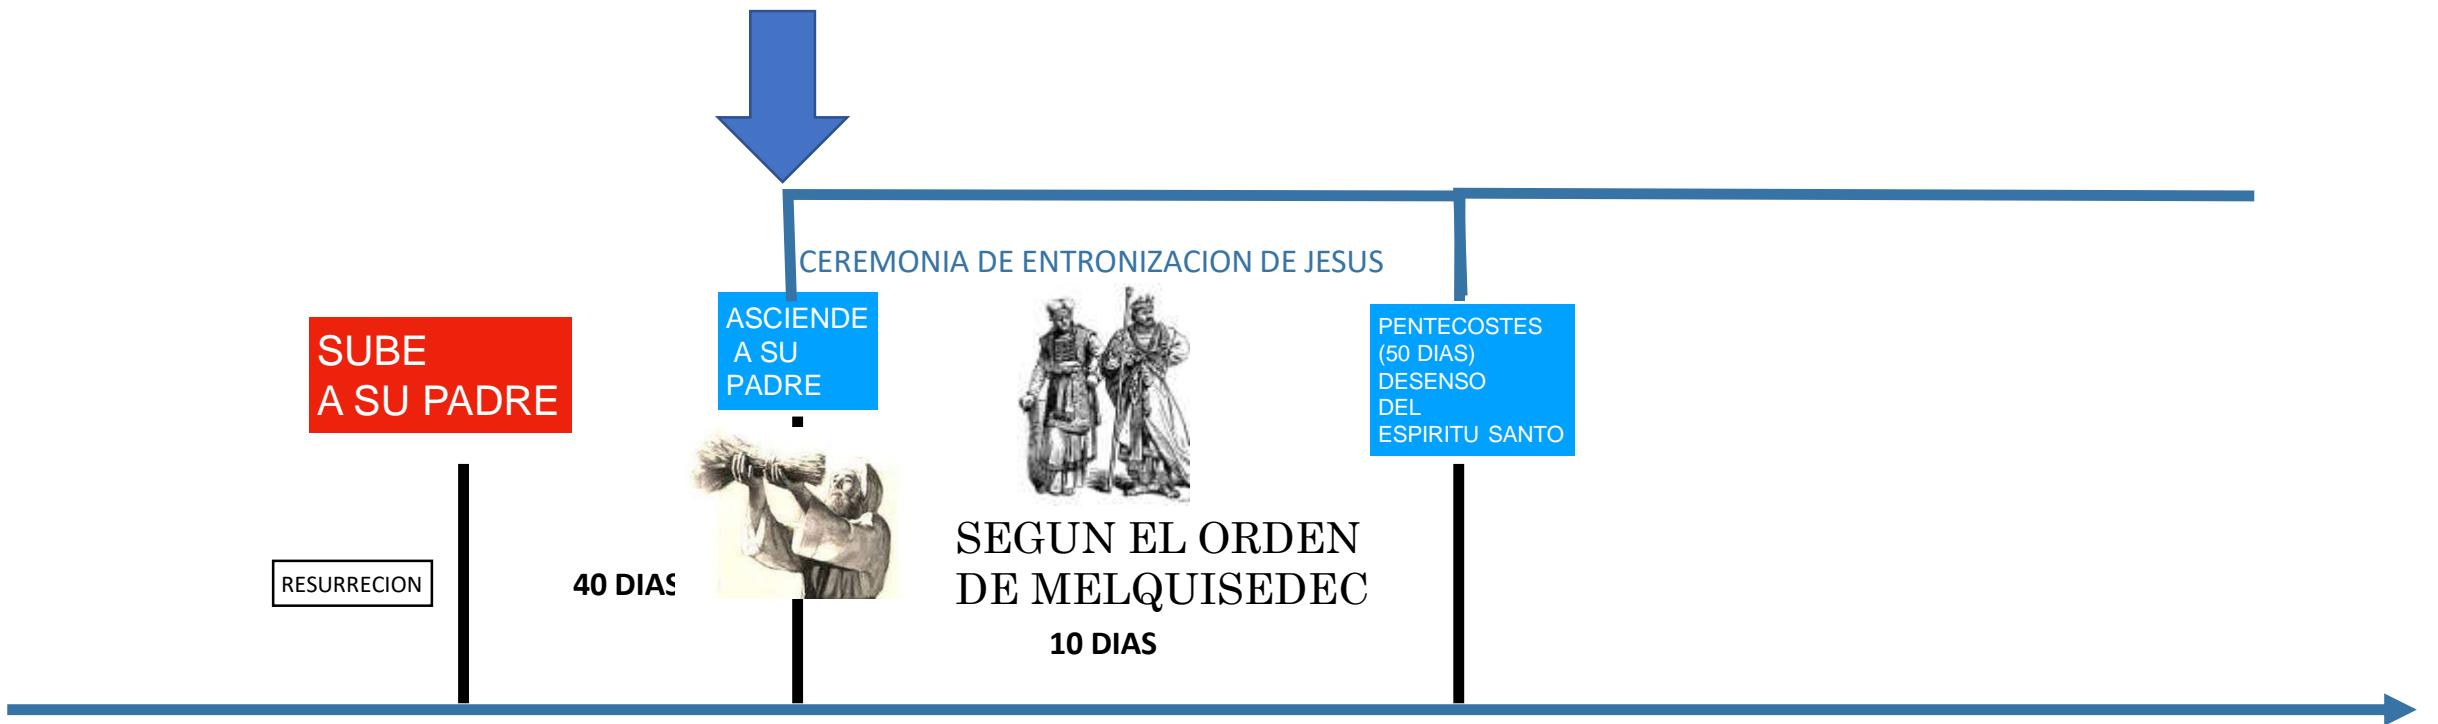 CEREMONIA DE ENTRONIZACION DE JESUS
SUBE
A SU PADRE
ASCIENDE
A SU
PADRE
PENTECOSTES
(50 DIAS)
DESENSO
DEL
ESPIRITU SANTO
RESURRECION
40 DIAS
SEGUN EL ORDEN
DE MELQUISEDEC
10 DIAS